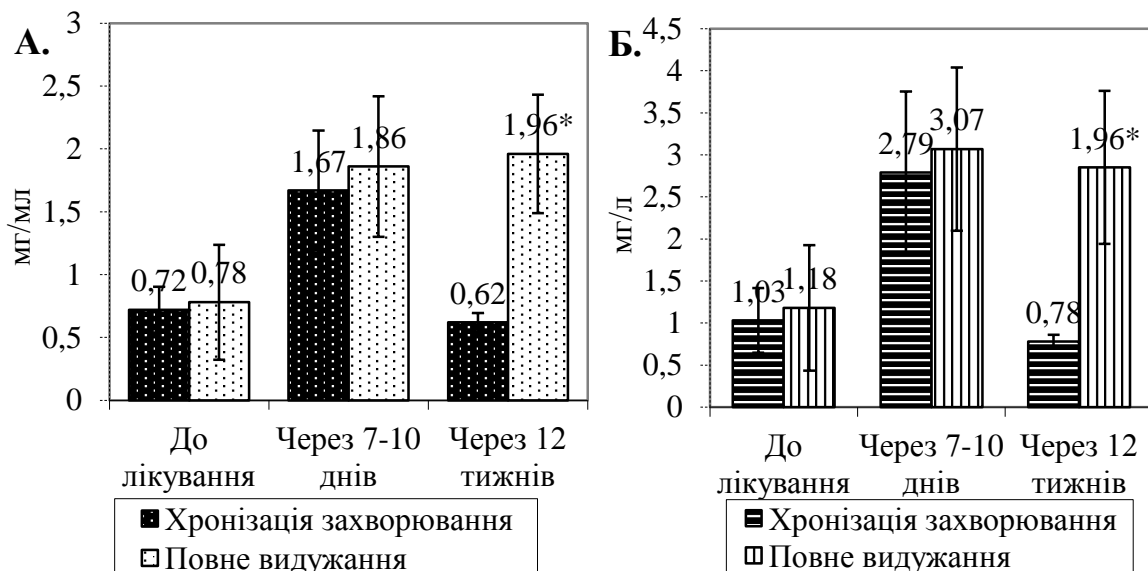 А.
3
2,5
2
1,5
1
0,5
0
мг/мл
0,72
0,78
1,67
1,86
0,62
1,96*
До лікування
Через 7-10 днів
Через 12 тижнів
Хронізація захворювання
Повне видужання
Б.
4,5
4
3,5
3
2,5
2
1,5
1
0,5
0
мг/л
1,03
1,18
2,79
3,07
0,78
1,96*
До лікування
Через 7-10 днів
Через 12 тижнів
Хронізація захворювання
Повне видужання